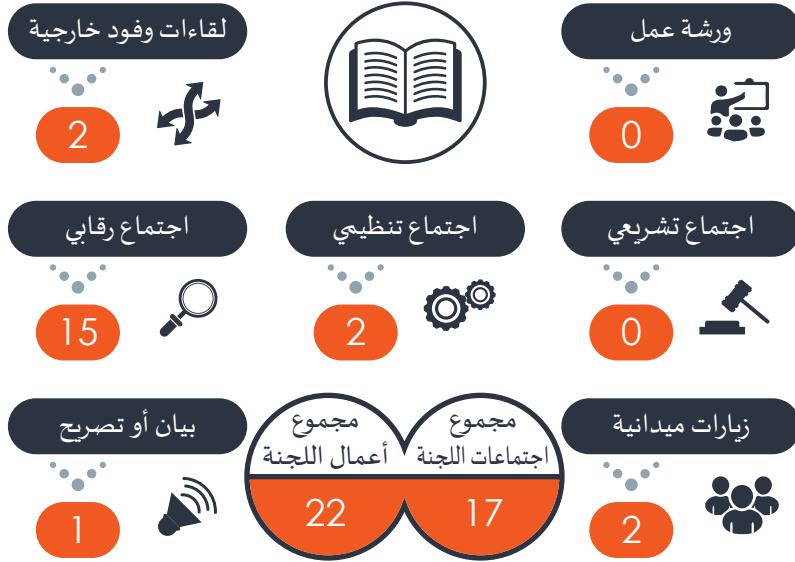 ورشة عمل
0
لقاءات وفود خارجية
2
اجتماع تشريعي
0
اجتماع تنظيمي
2
اجتماع رقابي
15
زيارات ميدانية
2
مجموع
اجتماعات اللجنة
17
مجموع
أعمال اللجنة
22
بيان أو تصريح
1